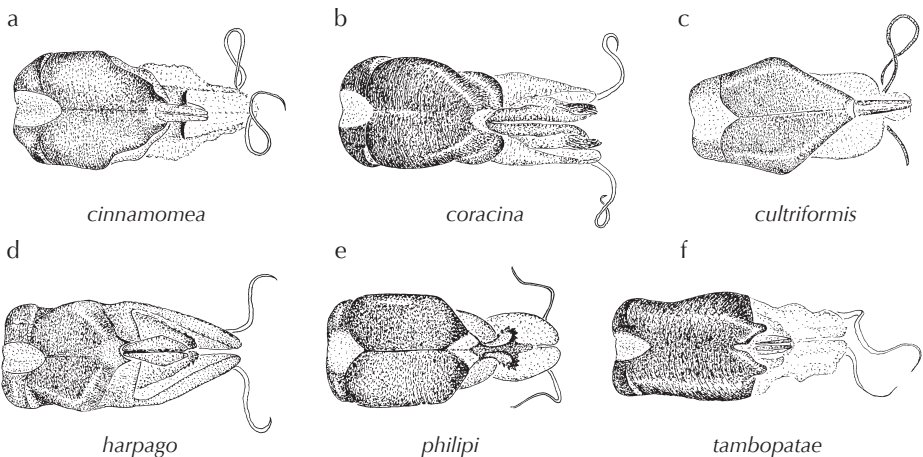 a
b
c
cinnamomea
coracina
cultriformis
d
e
f
harpago
philipi
tambopatae